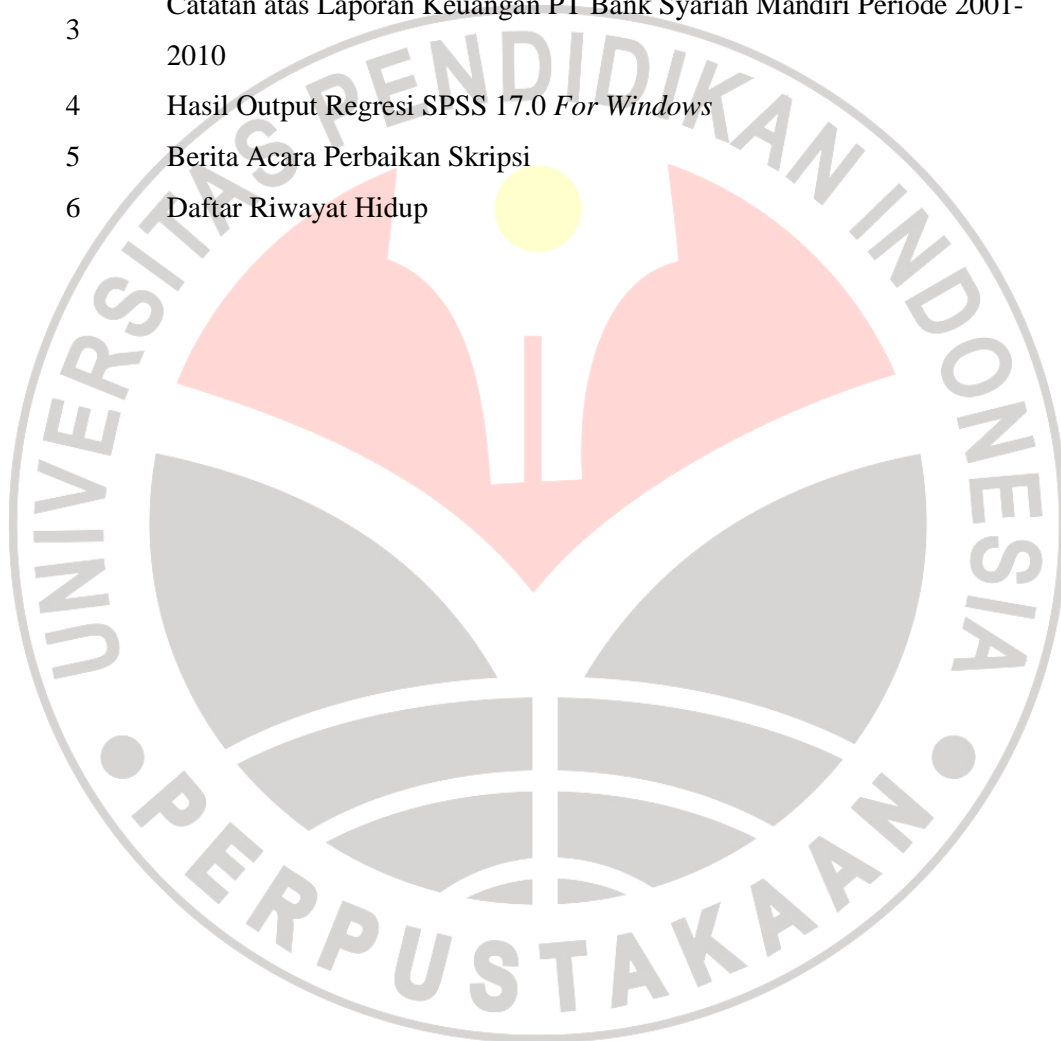 3 Catatan atas Laporan Keuangan PT Bank Syariah Mandiri Periode 2001-
2010
4 Hasil Output Regresi SPSS 17.0 For Windows
5 Berita Acara Perbaikan Skripsi
6 Daftar Riwayat Hidup
UNIVERSITAS PENDIDIKAN INDONESIA
PERPUSTAKAAN